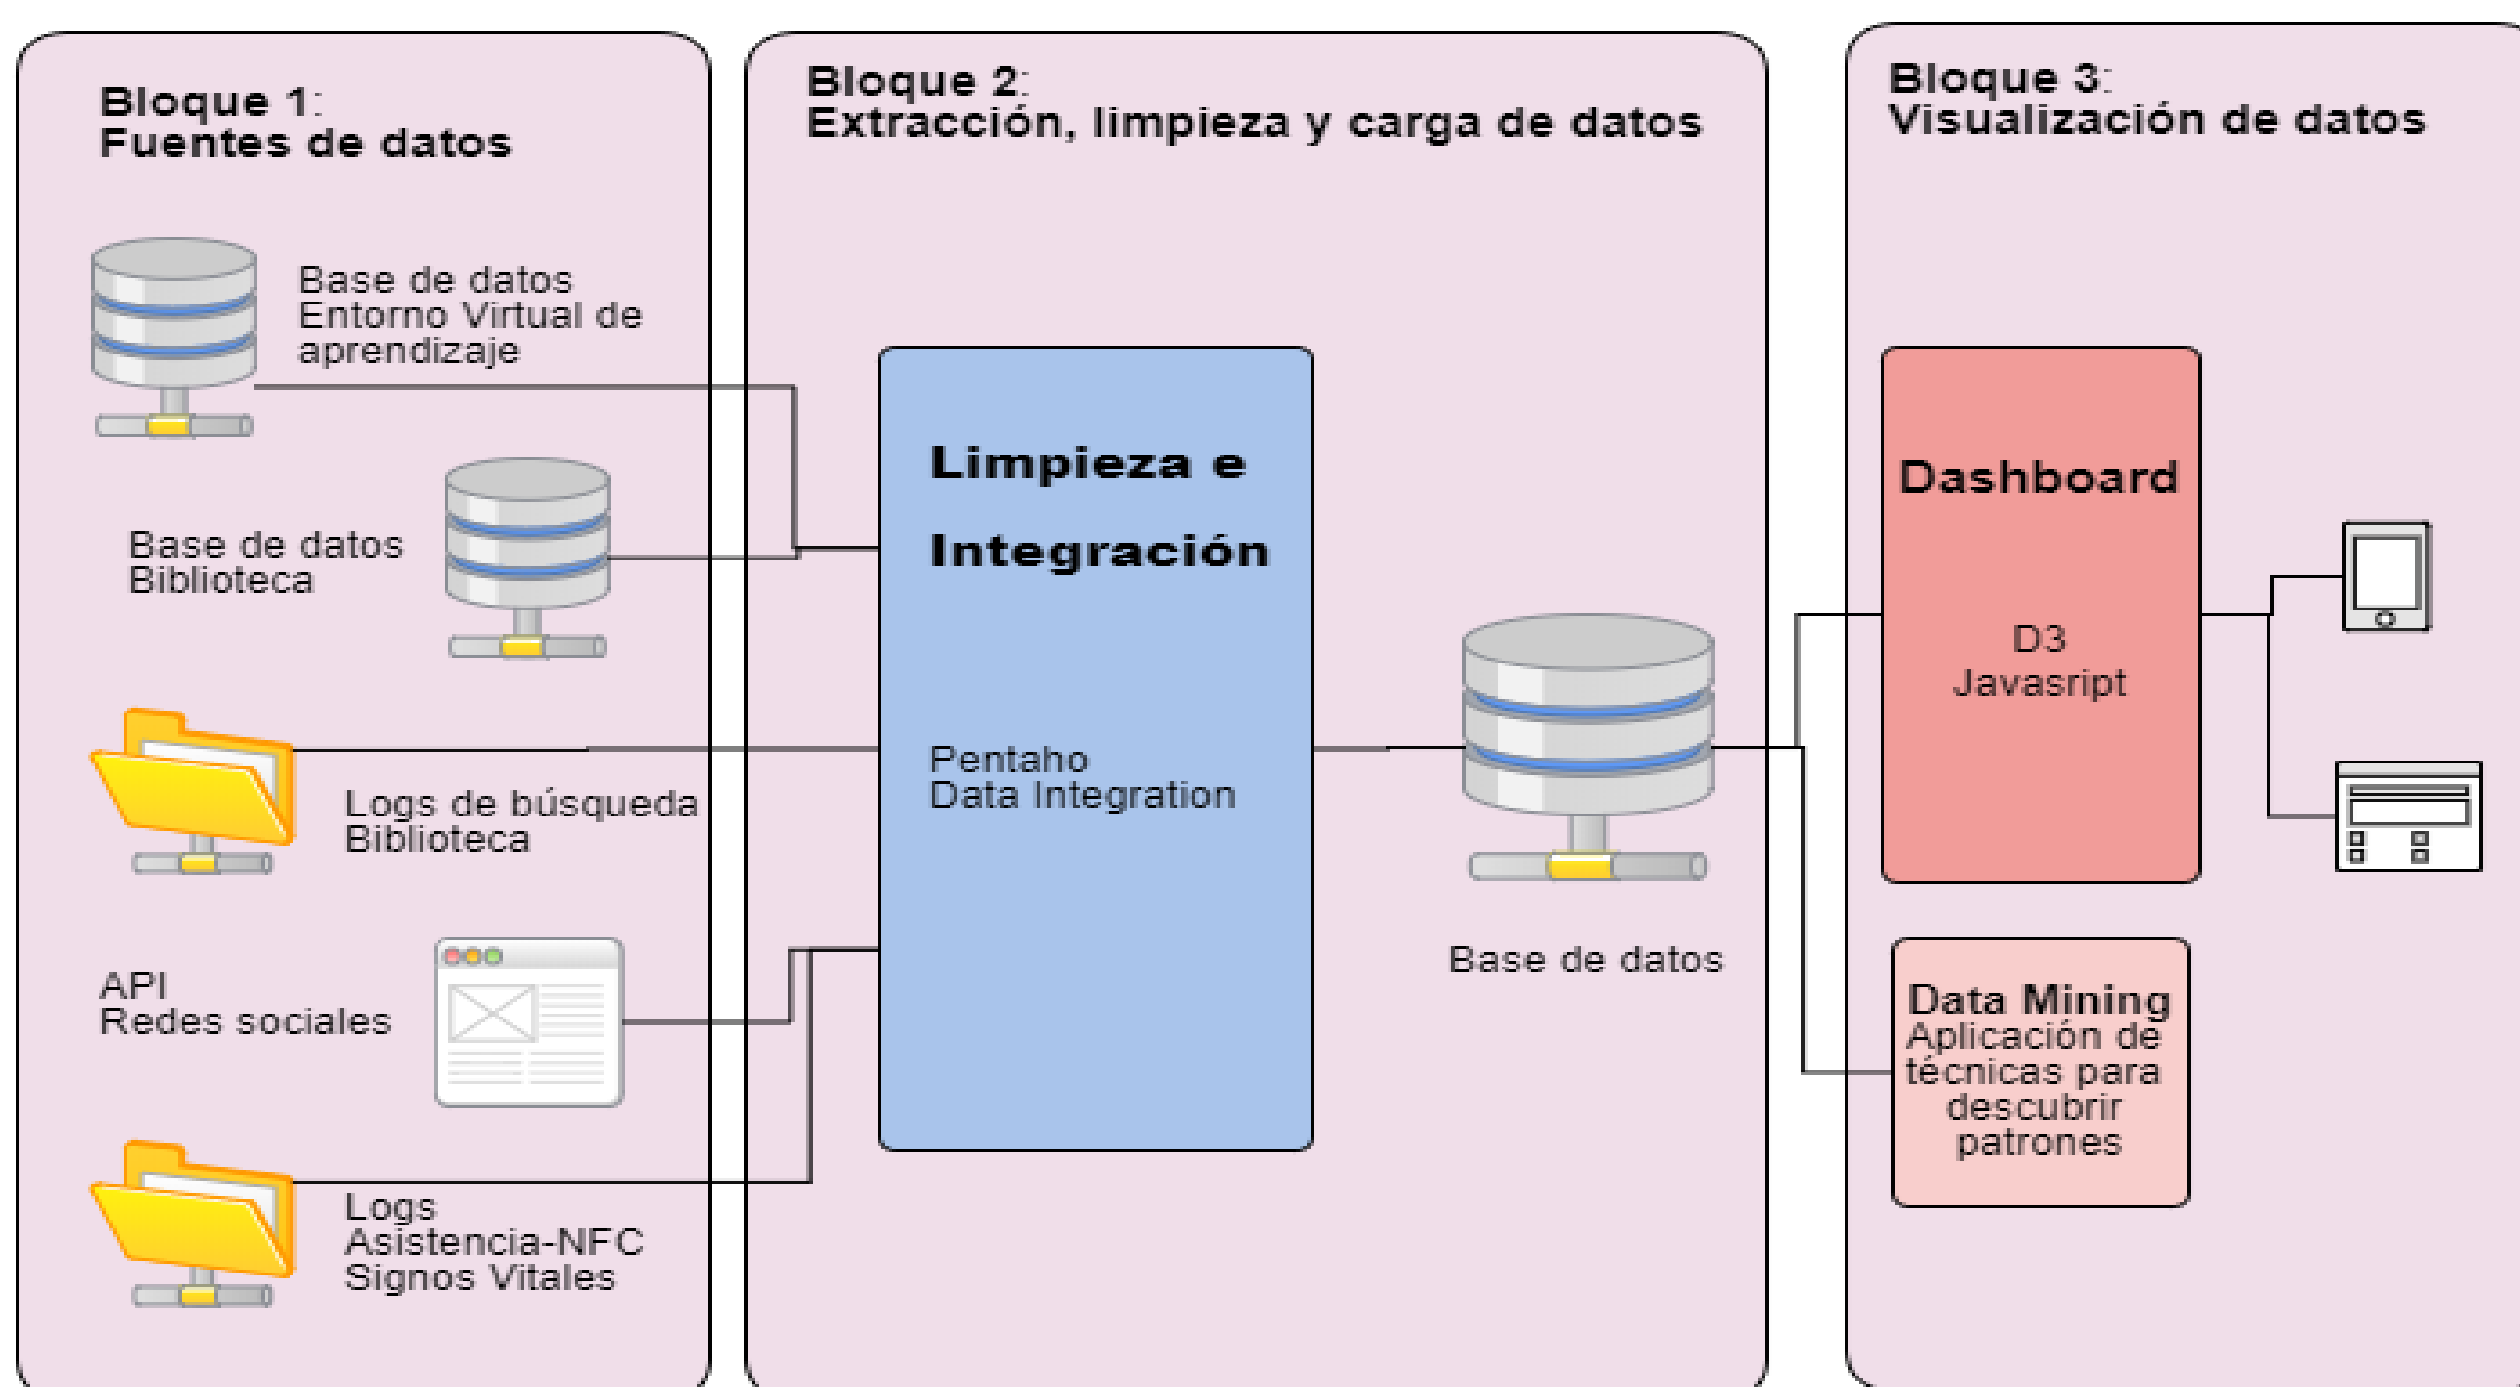 Bloque 1:
Fuentes de datos
Base de datos
Entorno Virtual de
aprendizaje
Base de datos
Biblioteca
Logs de búsqueda
Biblioteca
API
Redes sociales
Logs
Asistencia-NFC
Signos Vitales
Bloque 2:
Extracción, limpieza y carga de datos
Limpieza e
Integración
Pentaho
Data Integration
Base de datos
Bloque 3:
Visualización de datos
Dashboard
D3
Javasript
Data Mining
Aplicación de
técnicas para
descubrir
patrones